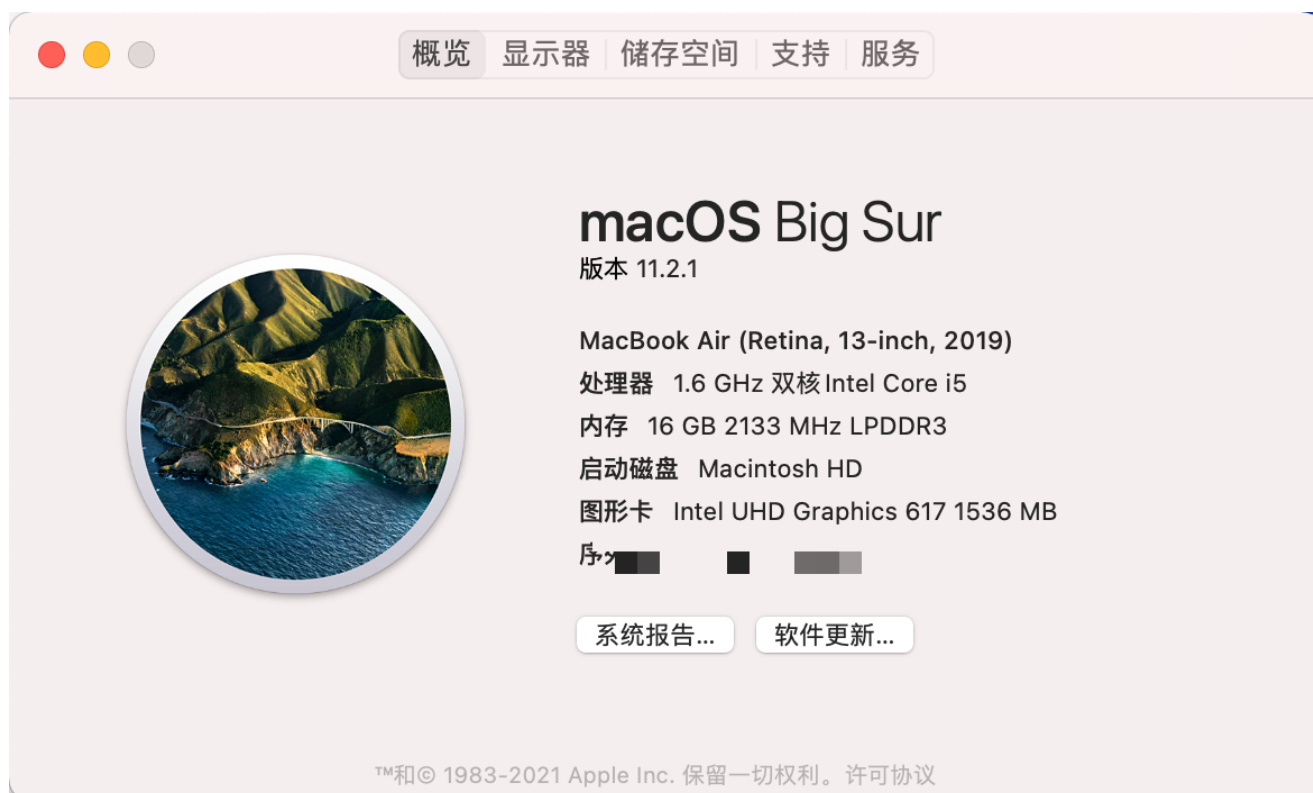 概览 显示器 储存空间 支持 服务
macOS Big Sur
版本 11.2.1
MacBook Air (Retina, 13-inch, 2019)
处理器 1.6 GHz 双核Intel Core i5
内存 16 GB 2133 MHz LPDDR3
启动磁盘 Macintosh HD
图形卡 Intel UHD Graphics 617 1536 MB
系统报告... 软件更新...
™和© 1983-2021 Apple Inc. 保留一切权利。许可协议